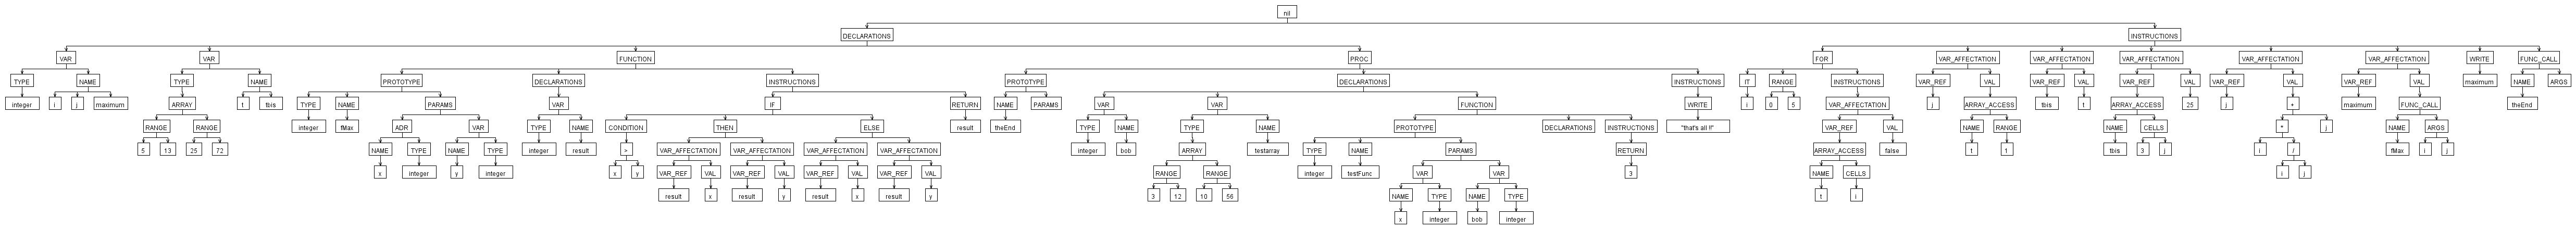 nil
DECLARATIONS INSTRUCTIONS
VAR VAR FUNCTION PROC FOR VAR_AFFECTATION VAR_AFFECTATION VAR_AFFECTATION VAR_AFFECTATION VAR_AFFECTATION WRITE FUNC_CALL
TYPE NAME TYPE NAME PROTOTYPE DECLARATIONS INSTRUCTIONS PROTOTYPE DECLARATIONS INSTRUCTIONS IT RANGE INSTRUCTIONS VAR_REF VAL VAR_REF VAL VAR_REF VAL VAR_REF VAL VAR_REF VAL maximum NAME ARGS
integer i j maximum ARRAY t tbis TYPE NAME PARAMS VAR IF RETURN NAME PARAMS VAR VAR FUNCTION WRITE i 0 5 VAR_AFFECTATION j ARRAY_ACCESS tbis t ARRAY_ACCESS 25 j + maximum FUNC_CALL theEnd
RANGE RANGE integer fMax ADR VAR TYPE NAME CONDITION THEN ELSE result theEnd TYPE NAME TYPE NAME PROTOTYPE DECLARATIONS INSTRUCTIONS "that's all !!" VAR_REF VAL NAME RANGE NAME CELLS * j NAME ARGS
5 13 25 72 NAME TYPE NAME TYPE integer result > VAR_AFFECTATION VAR_AFFECTATION VAR_AFFECTATION VAR_AFFECTATION integer bob ARRAY testarray TYPE NAME PARAMS RETURN ARRAY_ACCESS false t 1 tbis 3 j i / fMax i j
x integer y integer x y VAR_REF VAL VAR_REF VAL VAR_REF VAL VAR_REF VAL RANGE RANGE integer testFunc VAR VAR 3 NAME CELLS i j
result x result y result x result y 3 12 10 56 NAME TYPE NAME TYPE t i
x integer bob integer